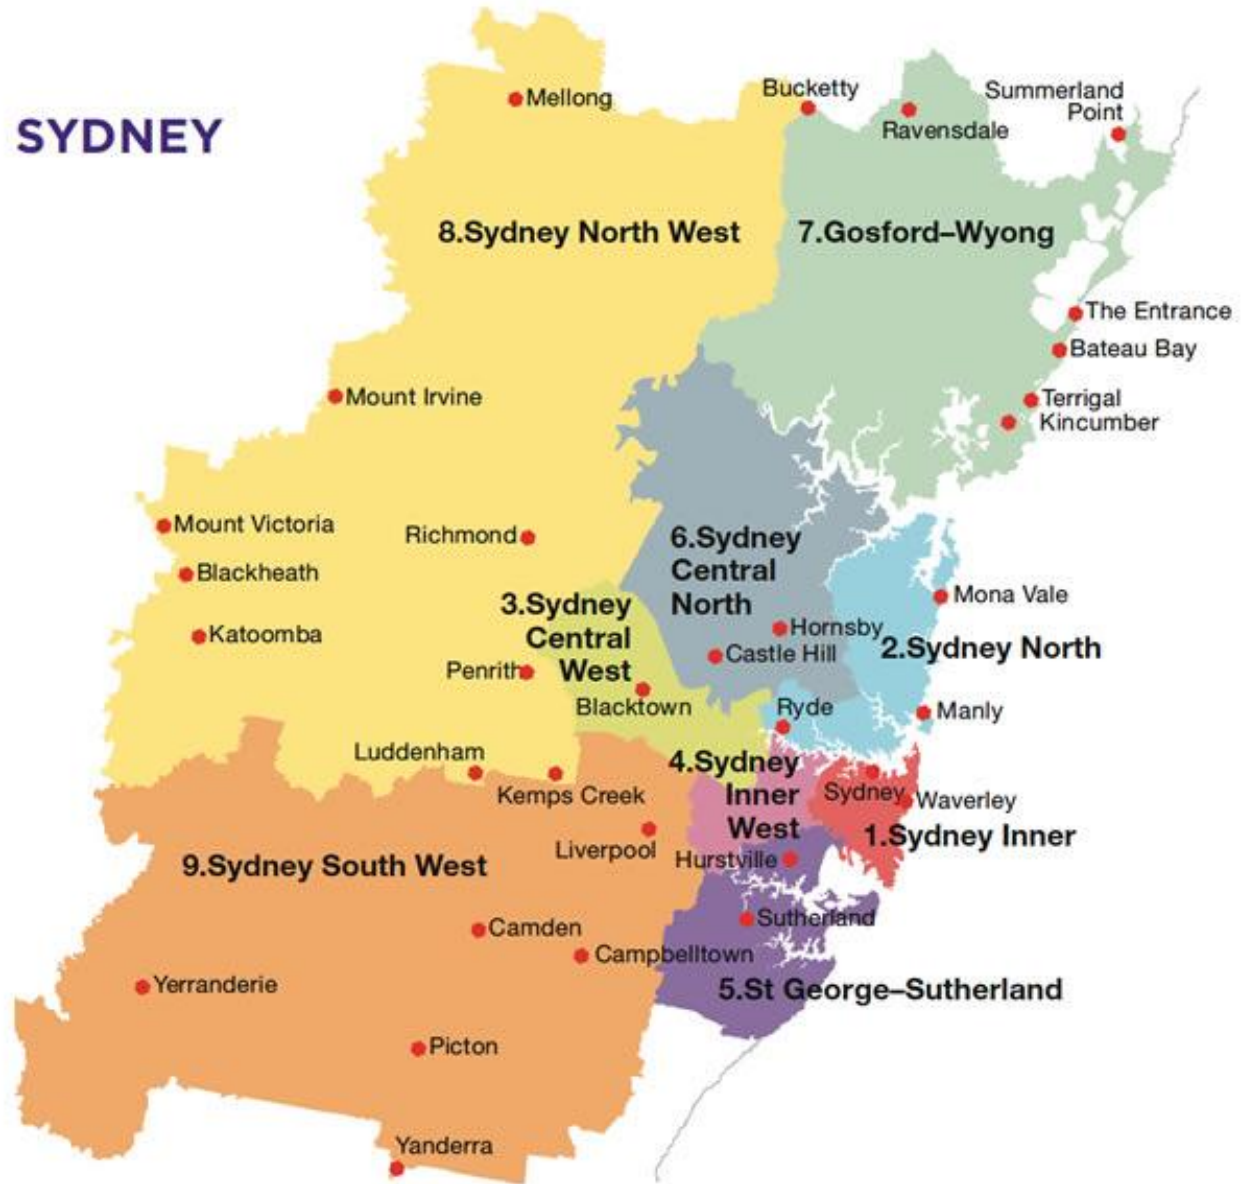 SYDNEY
Mellong
Bucketty
Ravensdale
Summerland
Point
8.Sydney North West
7.Gosford–Wyong
The Entrance
Bateau Bay
Mount Irvine
Terrigal
Kincumber
Mount Victoria
Richmond
Blackheath
6.Sydney
Central
North
Mona Vale
3.Sydney
Central
West
Katoomba
Hornsby
Castle Hill
2.Sydney North
Penrith
Blacktown
Ryde
Manly
Luddenham
Kemps Creek
4.Sydney
Inner
West
Sydney
Waverley
1.Sydney Inner
Liverpool
Hurstville
9.Sydney South West
Camden
Sutherland
Campbelltown
Yerranderie
5.St George–Sutherland
Picton
Yanderra